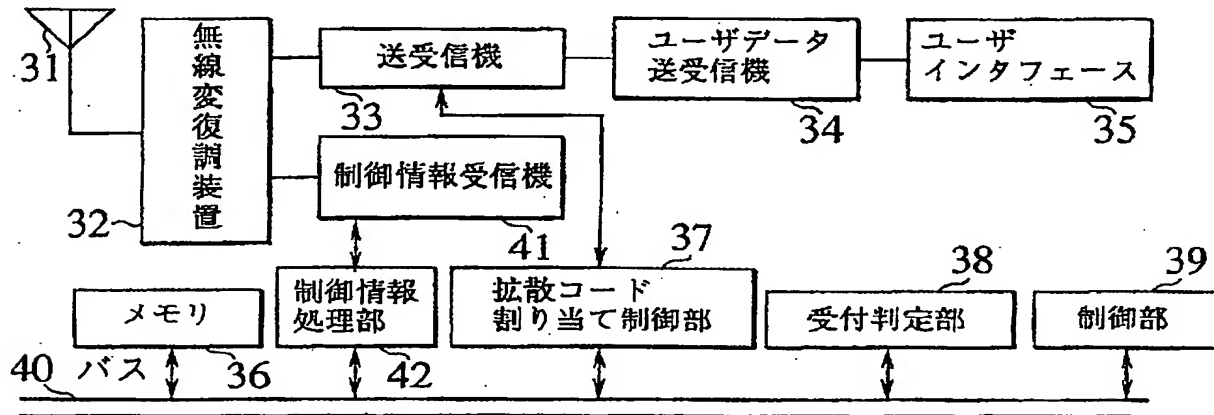 31
無線変復調装置
32
送受信機
33
ユーザデータ
送受信機
34
ユーザ
インタフェース
35
制御情報受信機
41
メモリ
36
制御情報
処理部
42
拡散コード
割り当て制御部
37
受付判定部
38
制御部
39
40 バス